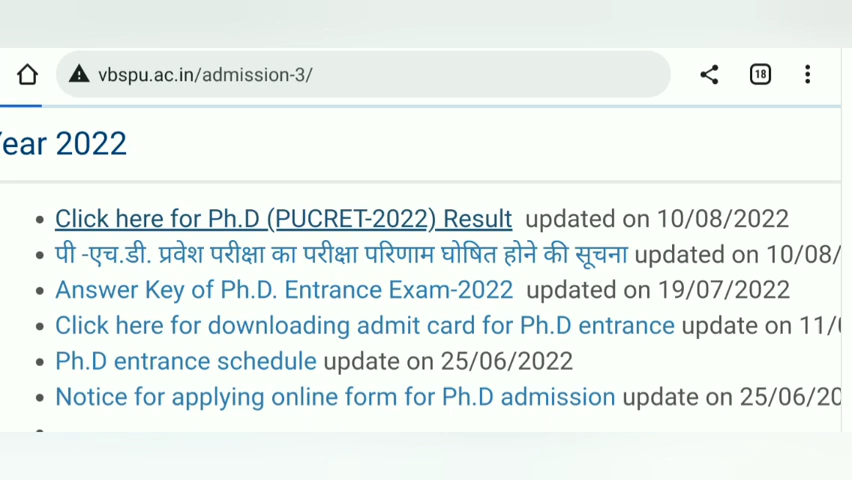 vbspu.ac.in/admission-3/
18
ear 2022
Click here for Ph.D (PUCRET-2022) Result updated on 10/08/2022
पी -एच.डी. प्रवेश परीक्षा का परीक्षा परिणाम घोषित होने की सूचना updated on 10/08/
Answer Key of Ph.D. Entrance Exam-2022 updated on 19/07/2022
Click here for downloading admit card for Ph.D entrance update on 11/
Ph.D entrance schedule update on 25/06/2022
Notice for applying online form for Ph.D admission update on 25/06/20